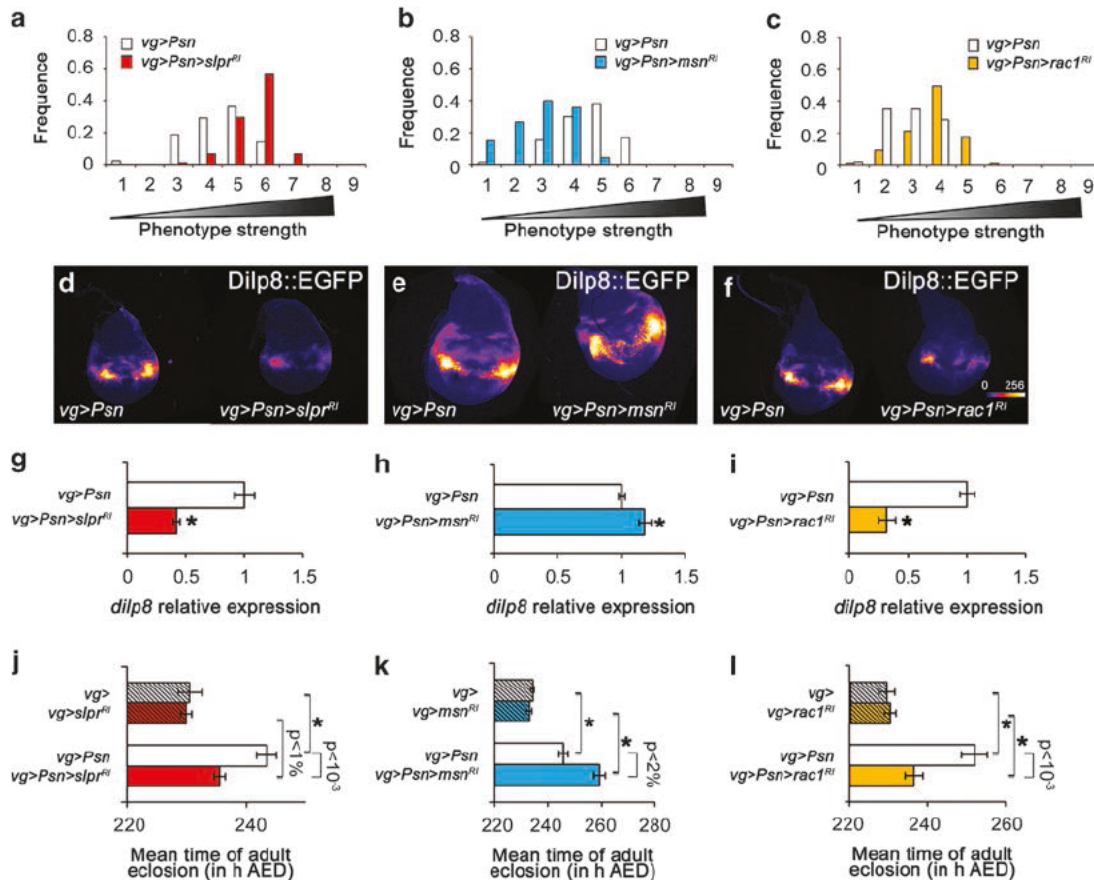 a
vg>Psn
vg>Psn>slpr^RI
Frequence
0.8
0.6
0.4
0.2
0
1 2 3 4 5 6 7 8 9
Phenotype strength
b
vg>Psn
vg>Psn>msn^RI
Frequence
0.8
0.6
0.4
0.2
0
1 2 3 4 5 6 7 8 9
Phenotype strength
c
vg>Psn
vg>Psn>rac1^RI
Frequence
0.8
0.6
0.4
0.2
0
1 2 3 4 5 6 7 8 9
Phenotype strength
d Dilp8::EGFP
vg>Psn vg>Psn>slpr^RI
e Dilp8::EGFP
vg>Psn vg>Psn>msn^RI
f Dilp8::EGFP
0 256
vg>Psn vg>Psn>rac1^RI
g
vg>Psn
vg>Psn>slpr^RI *
0 0.5 1 1.5
dilp8 relative expression
h
vg>Psn
vg>Psn>msn^RI *
0 0.5 1 1.5
dilp8 relative expression
i
vg>Psn
vg>Psn>rac1^RI *
0 0.5 1 1.5
dilp8 relative expression
j
vg>
vg>slpr^RI
vg>Psn
vg>Psn>slpr^RI
p<1%
*
p<10^-3
220 240
Mean time of adult
eclosion (in h AED)
k
vg>
vg>msn^RI
vg>Psn
vg>Psn>msn^RI
*
*
p<2%
220 240 260 280
Mean time of adult
eclosion (in h AED)
l
vg>
vg>rac1^RI
vg>Psn
vg>Psn>rac1^RI
*
*
p<10^-3
220 240 260
Mean time of adult
eclosion (in h AED)